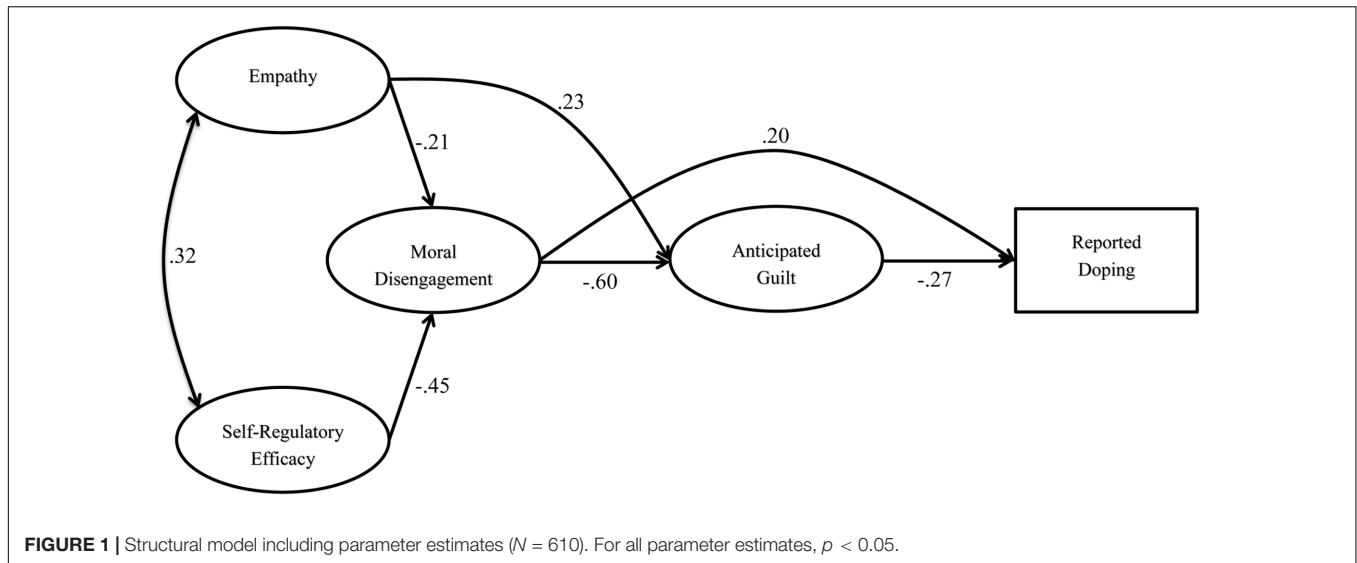 Empathy
.23
.20
-.21
.32
Moral
Disengagement
Anticipated
Guilt
Reported
Doping
-.60
-.27
-.45
Self-Regulatory
Efficacy
FIGURE 1 | Structural model including parameter estimates (N = 610). For all parameter estimates, p < 0.05.